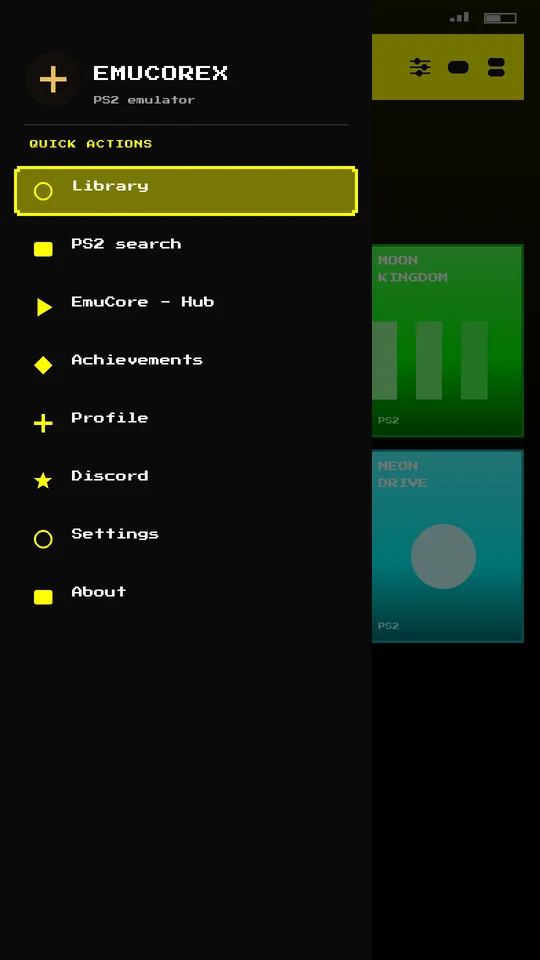 EMUCOREX
PS2 emulator
QUICK ACTIONS
Library
PS2 search
EmuCore - Hub
Achievements
Profile
Discord
Settings
About
MOON
KINGDOM
PS2
NEON
DRIVE
PS2